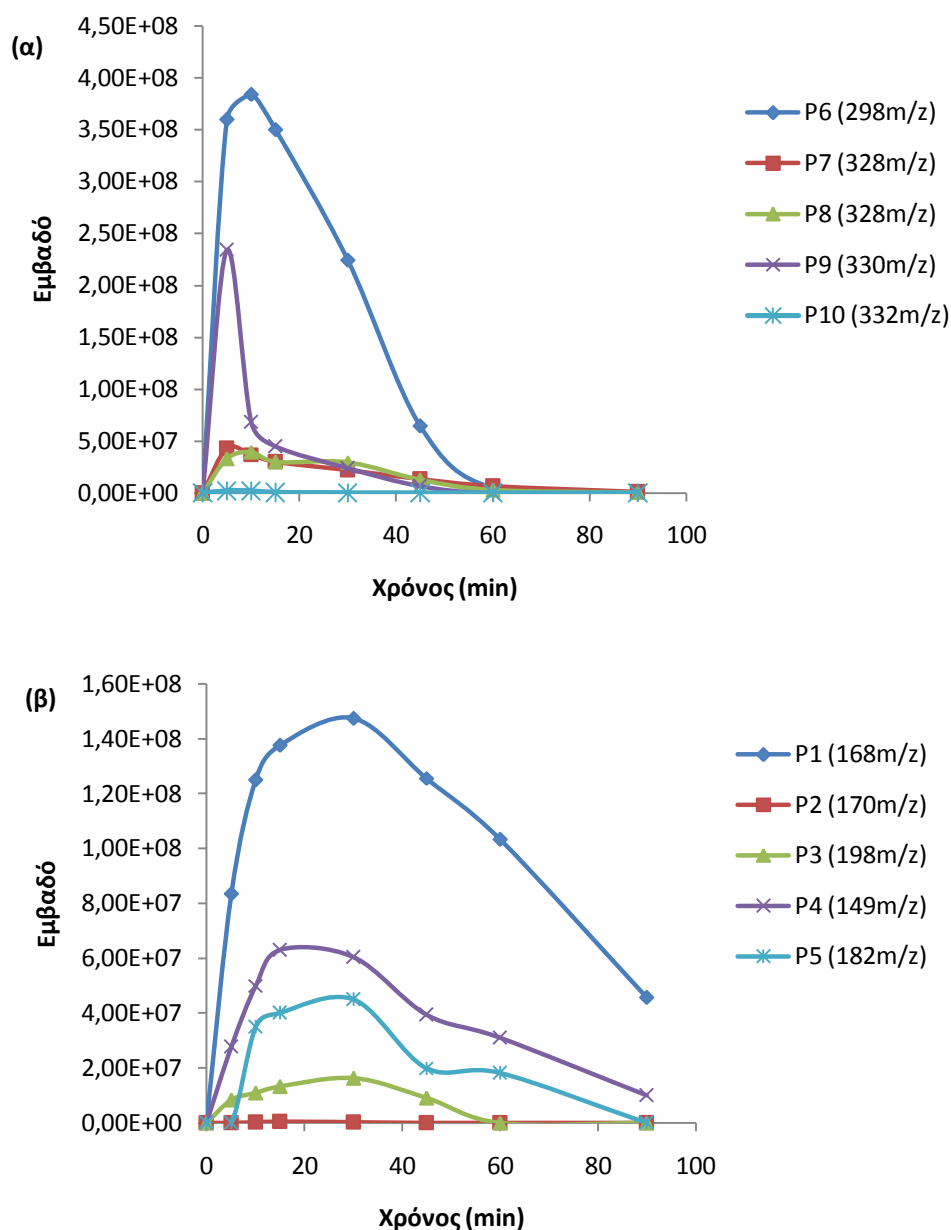 (α)
4,50E+08
4,00E+08
3,50E+08
3,00E+08
2,50E+08
2,00E+08
1,50E+08
1,00E+08
5,00E+07
0,00E+00
Εμβαδό
0 20 40 60 80 100
Χρόνος (min)
P6 (298m/z)
P7 (328m/z)
P8 (328m/z)
P9 (330m/z)
P10 (332m/z)
(β)
1,60E+08
1,40E+08
1,20E+08
1,00E+08
8,00E+07
6,00E+07
4,00E+07
2,00E+07
0,00E+00
Εμβαδό
0 20 40 60 80 100
Χρόνος (min)
P1 (168m/z)
P2 (170m/z)
P3 (198m/z)
P4 (149m/z)
P5 (182m/z)